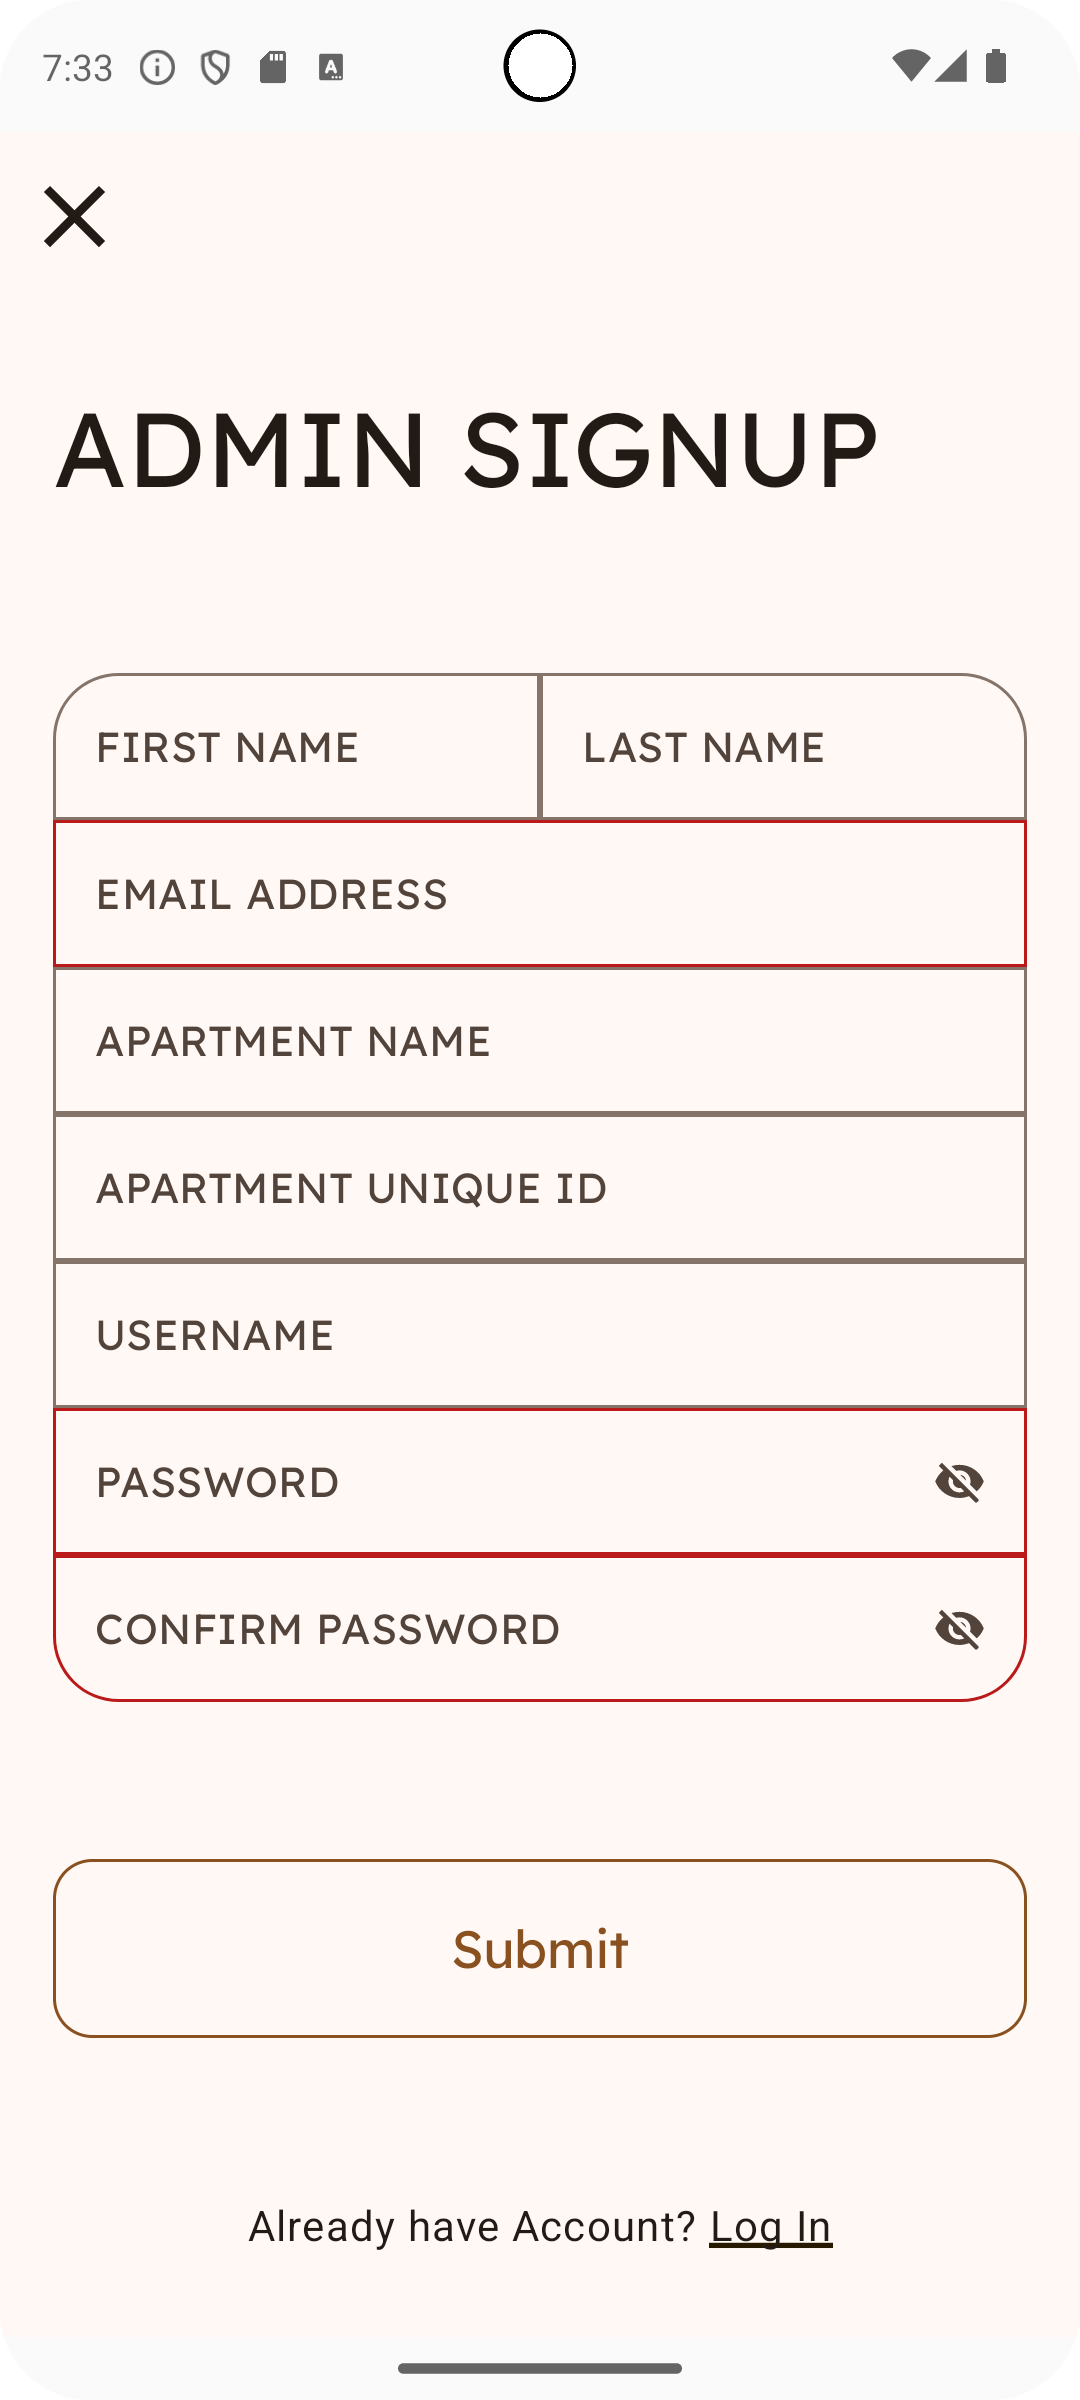 7:33
ADMIN SIGNUP
FIRST NAME
LAST NAME
EMAIL ADDRESS
APARTMENT NAME
APARTMENT UNIQUE ID
USERNAME
PASSWORD
CONFIRM PASSWORD
Submit
Already have Account? Log In